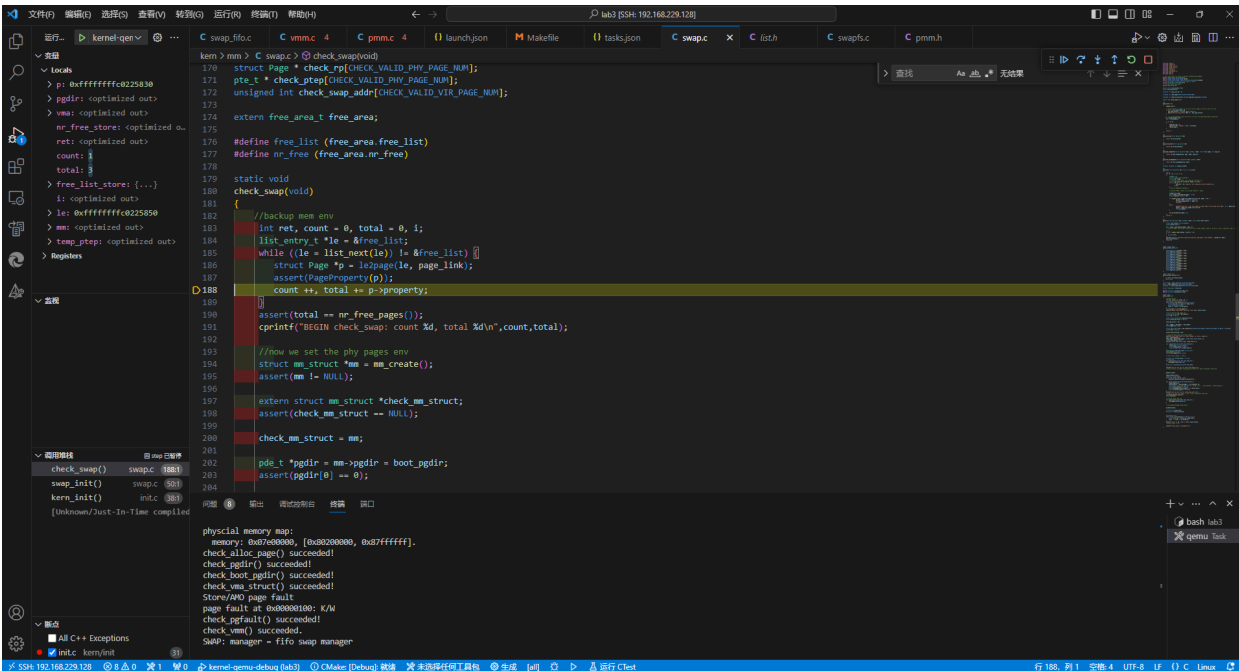 文件(F) 编辑(E) 选择(S) 查看(V) 转到(G) 运行(R) 终端(T) 帮助(H)
lab3 [SSH: 192.168.229.128]
运行... kernel-qen
swap_fifo.c vmm.c 4 pmm.c 4 launch.json Makefile tasks.json swap.c list.h swapfs.c pmm.h
kern > mm > swap.c > check_swap(void)
变量
Locals
p: 0xffffffffc0225830
pgdir: <optimized out>
vma: <optimized out>
nr_free_store: <optimized o…
ret: <optimized out>
count: 1
total: 3
free_list_store: {...}
i: <optimized out>
le: 0xffffffffc0225850
mm: <optimized out>
temp_ptep: <optimized out>
Registers
监视
调用堆栈 因 step 已暂停
check_swap() swap.c 188:1
swap_init() swap.c 50:1
kern_init() init.c 38:1
[Unknown/Just-In-Time compiled
断点
All C++ Exceptions
init.c kern/init 31
查找 Aa ab 无结果
170 struct Page * check_rp[CHECK_VALID_PHY_PAGE_NUM];
171 pte_t * check_ptep[CHECK_VALID_PHY_PAGE_NUM];
172 unsigned int check_swap_addr[CHECK_VALID_VIR_PAGE_NUM];
173
174 extern free_area_t free_area;
175
176 #define free_list (free_area.free_list)
177 #define nr_free (free_area.nr_free)
178
179 static void
180 check_swap(void)
181 {
182 //backup mem env
183 int ret, count = 0, total = 0, i;
184 list_entry_t *le = &free_list;
185 while ((le = list_next(le)) != &free_list) {
186 struct Page *p = le2page(le, page_link);
187 assert(PageProperty(p));
188 count ++, total += p->property;
189 }
190 assert(total == nr_free_pages());
191 cprintf("BEGIN check_swap: count %d, total %d\n",count,total);
192
193 //now we set the phy pages env
194 struct mm_struct *mm = mm_create();
195 assert(mm != NULL);
196
197 extern struct mm_struct *check_mm_struct;
198 assert(check_mm_struct == NULL);
199
200 check_mm_struct = mm;
201
202 pde_t *pgdir = mm->pgdir = boot_pgdir;
203 assert(pgdir[0] == 0);
204
问题 8 输出 调试控制台 终端 端口
physcial memory map:
memory: 0x07e00000, [0x80200000, 0x87ffffff].
check_alloc_page() succeeded!
check_pgdir() succeeded!
check_boot_pgdir() succeeded!
check_vma_struct() succeeded!
Store/AMO page fault
page fault at 0x00000100: K/W
check_pgfault() succeeded!
check_vmm() succeeded.
SWAP: manager = fifo swap manager
bash lab3
qemu Task
SSH: 192.168.229.128 8 0 1 0 kernel-qemu-debug (lab3) CMake: [Debug]: 就绪 未选择任何工具包 生成 [all] 运行 CTest
行 188，列 1 空格: 4 UTF-8 LF {} C Linux